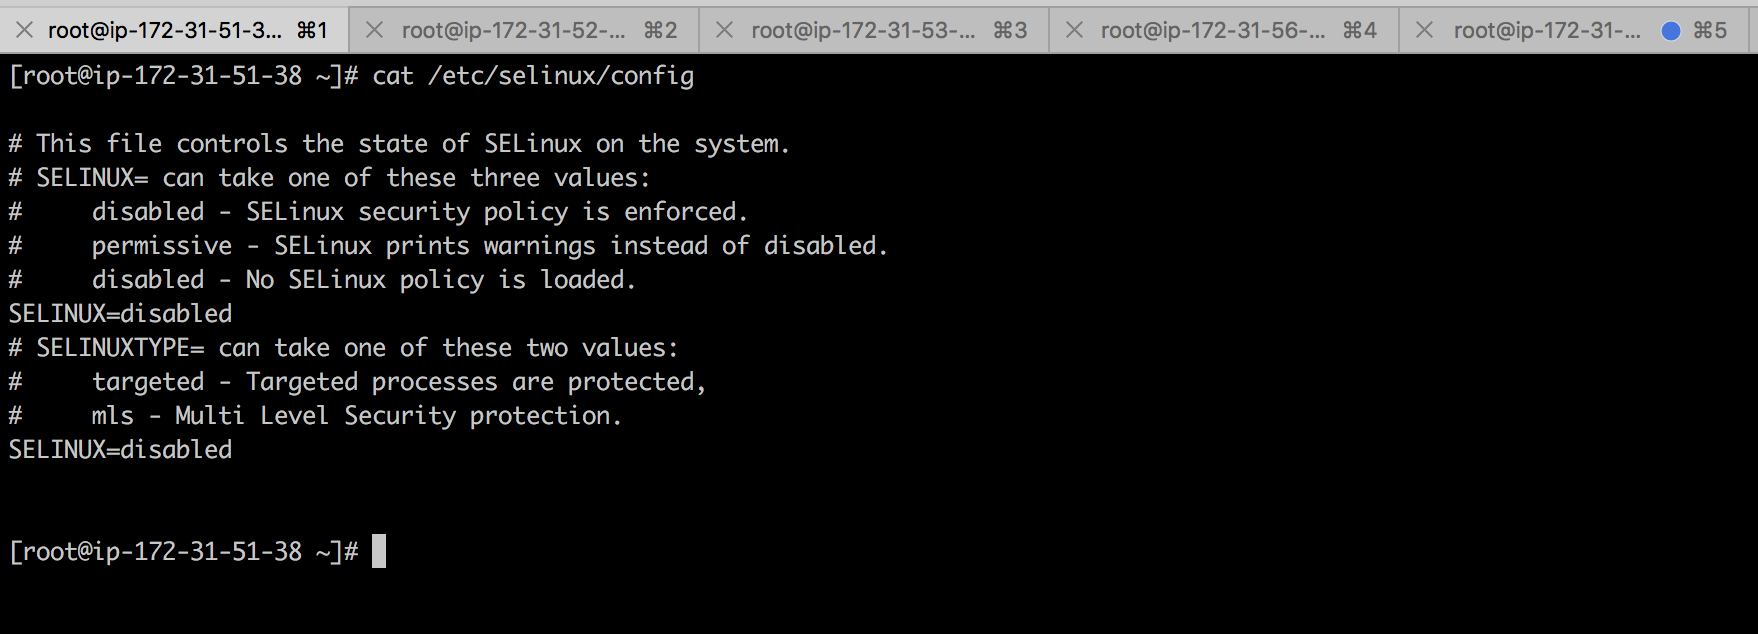 root@ip-172-31-51-3... ⌘1 root@ip-172-31-52-... ⌘2 root@ip-172-31-53-... ⌘3 root@ip-172-31-56-... ⌘4 root@ip-172-31-... ⌘5
[root@ip-172-31-51-38 ~]# cat /etc/selinux/config
# This file controls the state of SELinux on the system.
# SELINUX= can take one of these three values:
#     disabled - SELinux security policy is enforced.
#     permissive - SELinux prints warnings instead of disabled.
#     disabled - No SELinux policy is loaded.
SELINUX=disabled
# SELINUXTYPE= can take one of these two values:
#     targeted - Targeted processes are protected,
#     mls - Multi Level Security protection.
SELINUX=disabled
[root@ip-172-31-51-38 ~]#